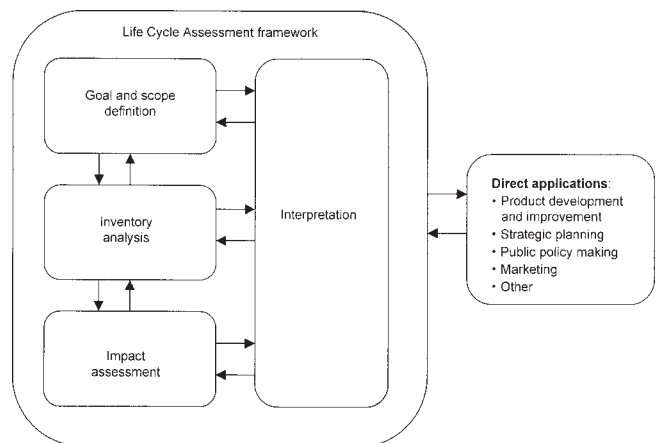 Life Cycle Assessment framework
Goal and scope
definition
Inventory
analysis
Impact
assessment
Interpretation
Direct applications:
• Product development
and improvement
• Strategic planning
• Public policy making
• Marketing
• Other